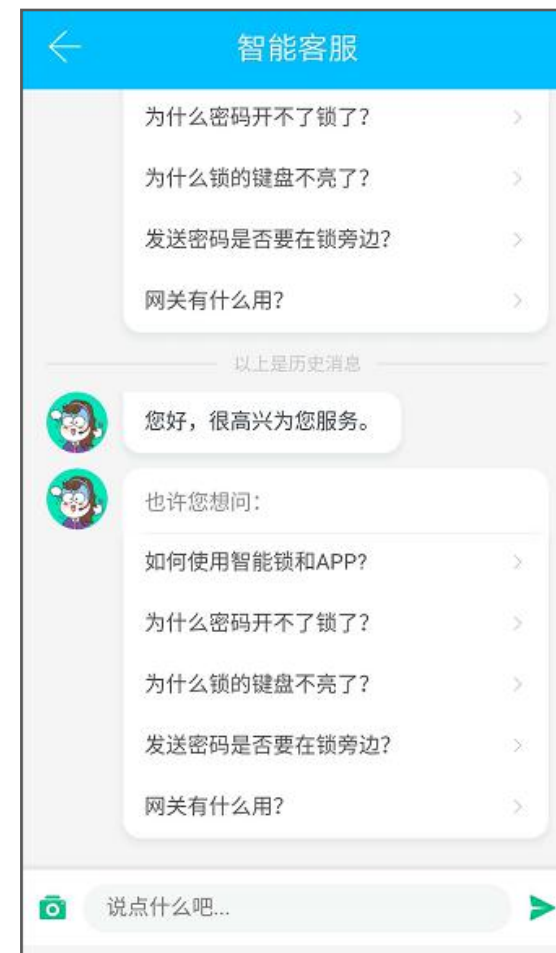 智能客服
为什么密码开不了锁了？
为什么锁的键盘不亮了？
发送密码是否要在锁旁边？
网关有什么用？
以上是历史消息
您好，很高兴为您服务。
也许您想问：
如何使用智能锁和APP？
为什么密码开不了锁了？
为什么锁的键盘不亮了？
发送密码是否要在锁旁边？
网关有什么用？
说点什么吧...